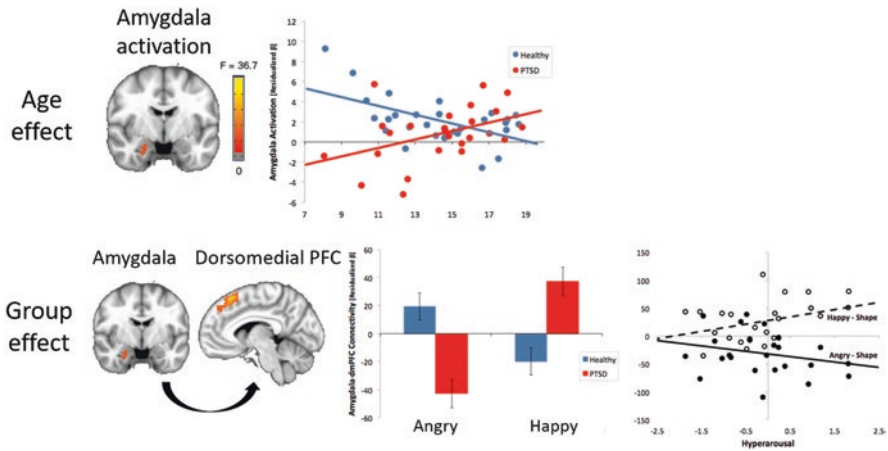 Amygdala
activation
F = 36.7
0
Age
effect
Amygdala Activation [Residualized β]
12
10
8
6
4
2
0
-2
-4
-6
7 9 11 13 15 17 19
Healthy
PTSD
Group
effect
Amygdala Dorsomedial PFC
Amygdala-dmPFC Connectivity [Residualized β]
60
40
20
0
-20
-40
-60
Angry Happy
Healthy
PTSD
150
100
50
0
-50
-100
-150
Happy - Shape
Angry - Shape
-2.5 -1.5 -0.5 0.5 1.5 2.5
Hyperarousal